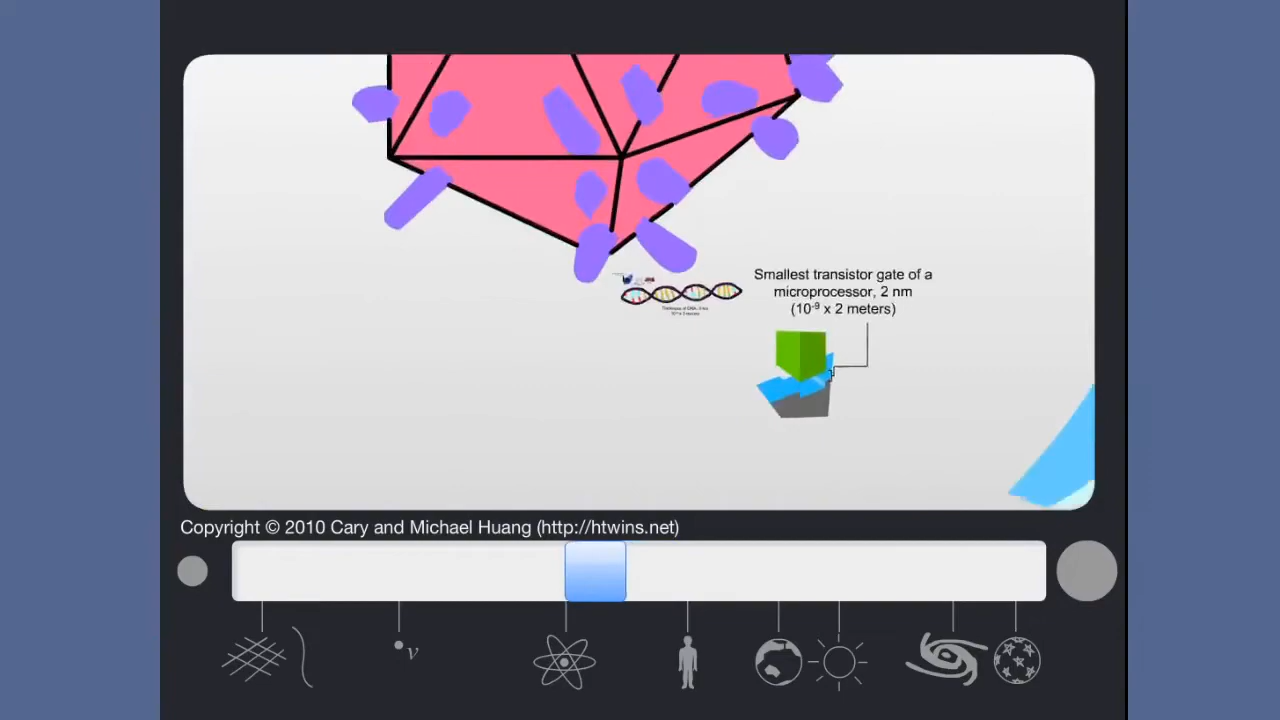 Smallest transistor gate of a
microprocessor, 2 nm
(10⁻⁹ x 2 meters)
Copyright © 2010 Cary and Michael Huang (http://htwins.net)
ν